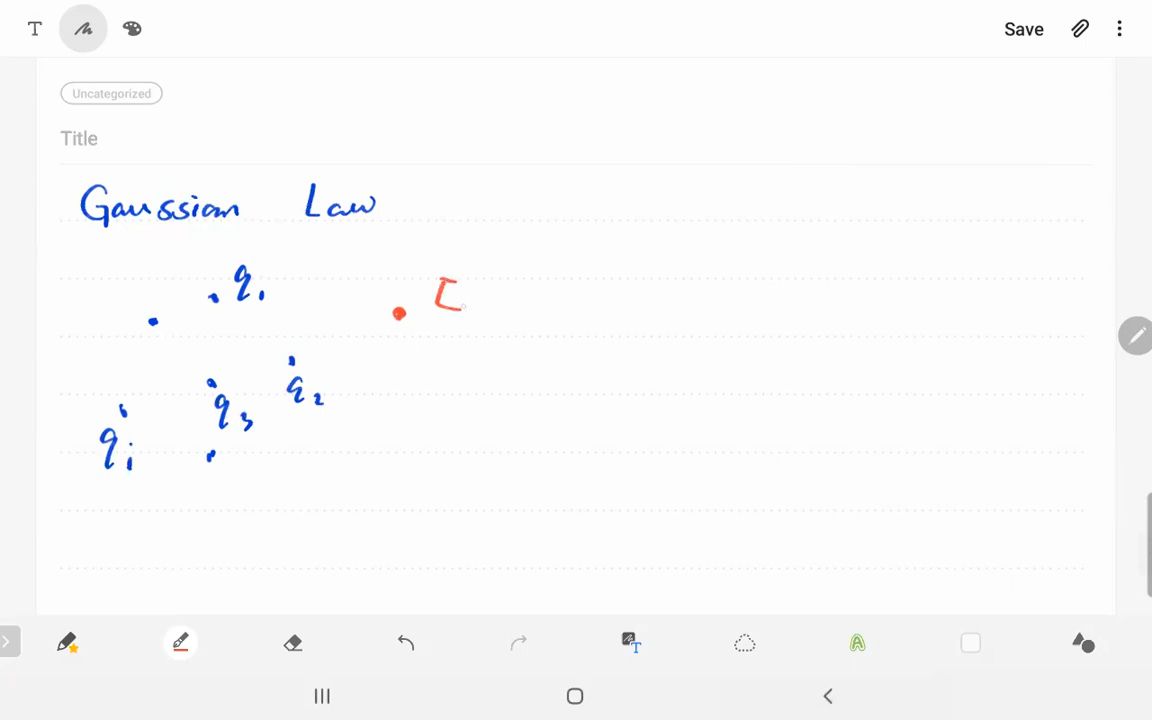 T Save
Uncategorized
Title
Gaussian Law
q₁
q₂
q₃
qᵢ
T
A